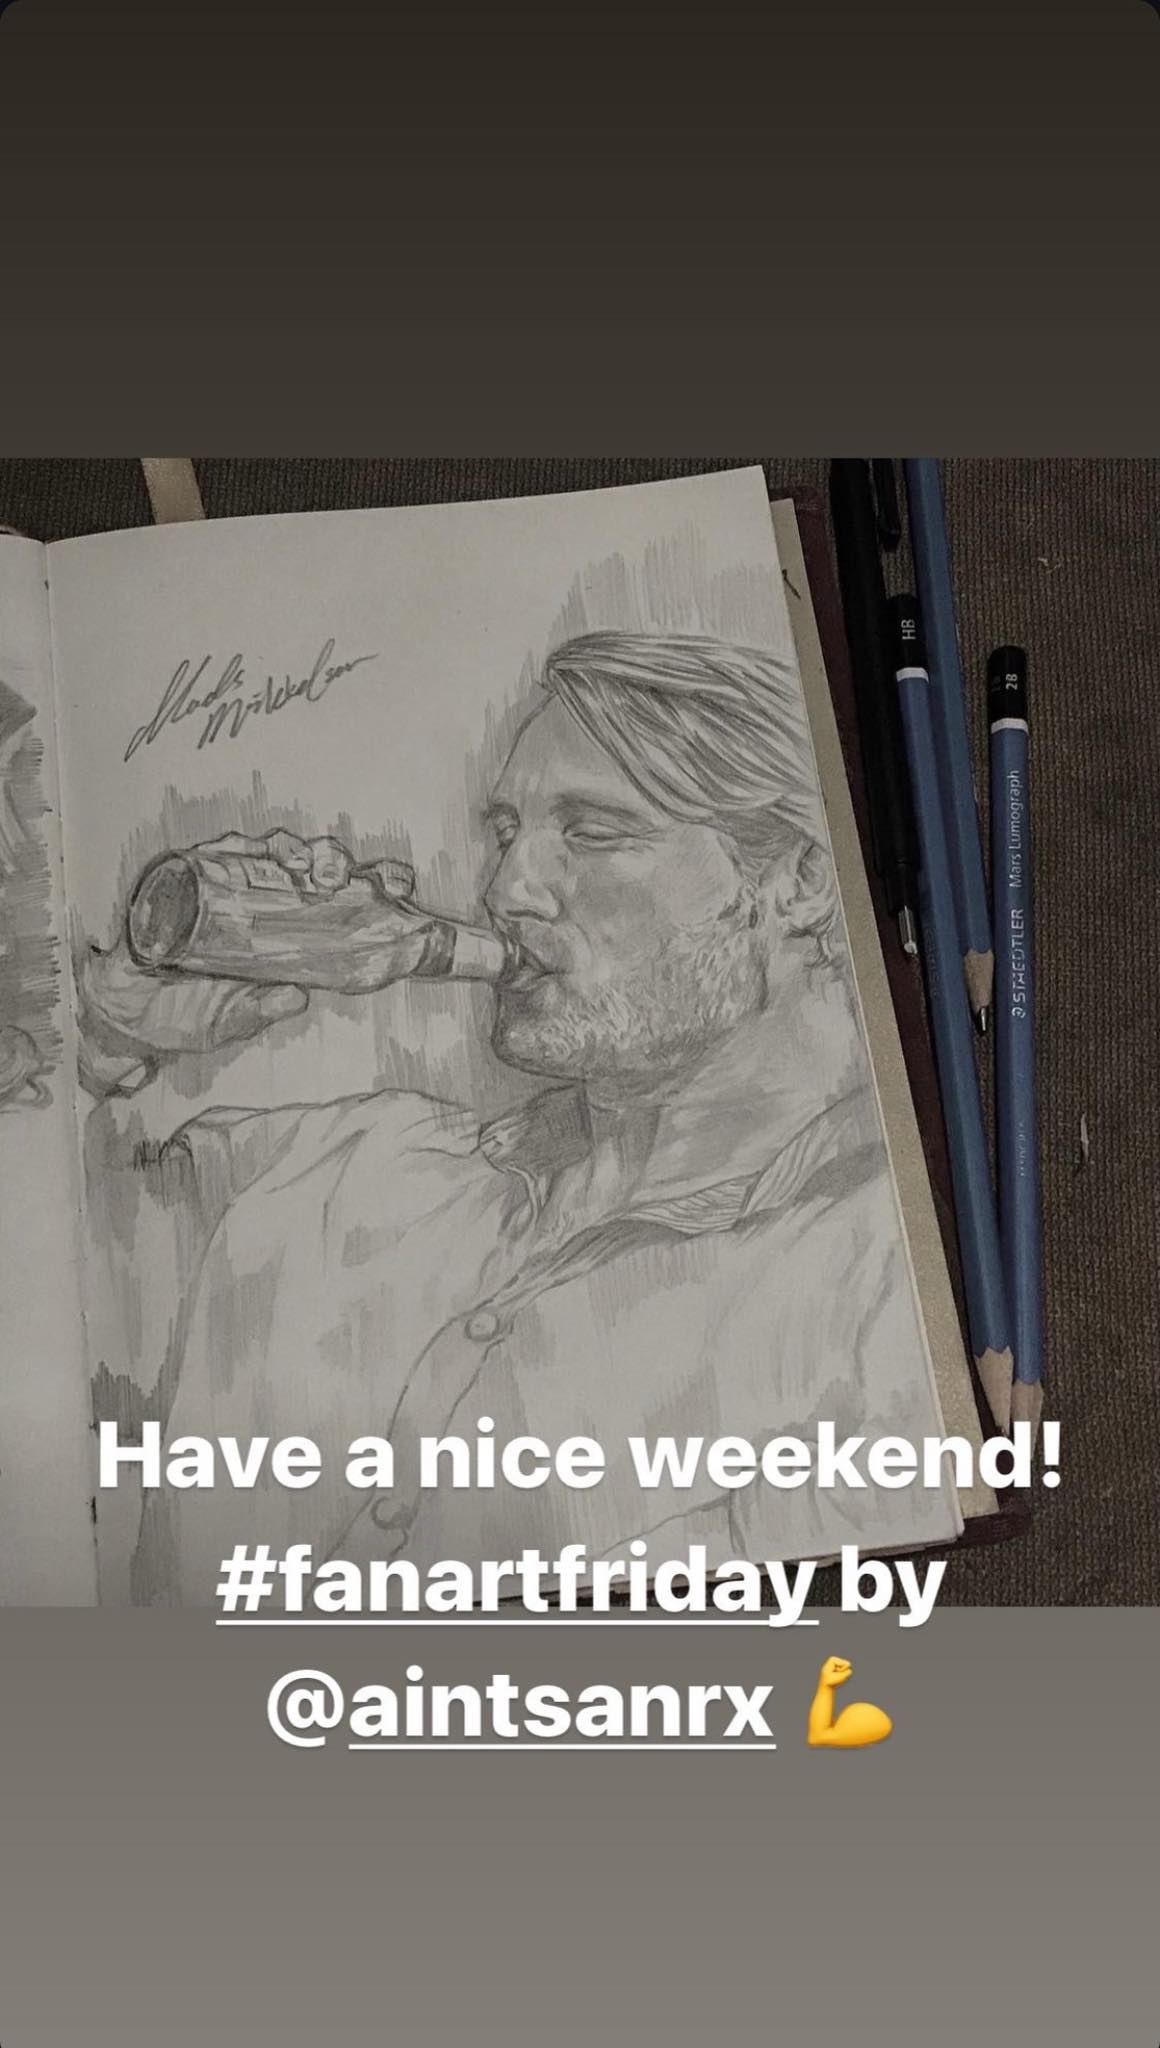 Mads
Mikkelsen
HB
2B
STAEDTLER Mars Lumograph
Have a nice weekend!
#fanartfriday by
@aintsanrx 💪